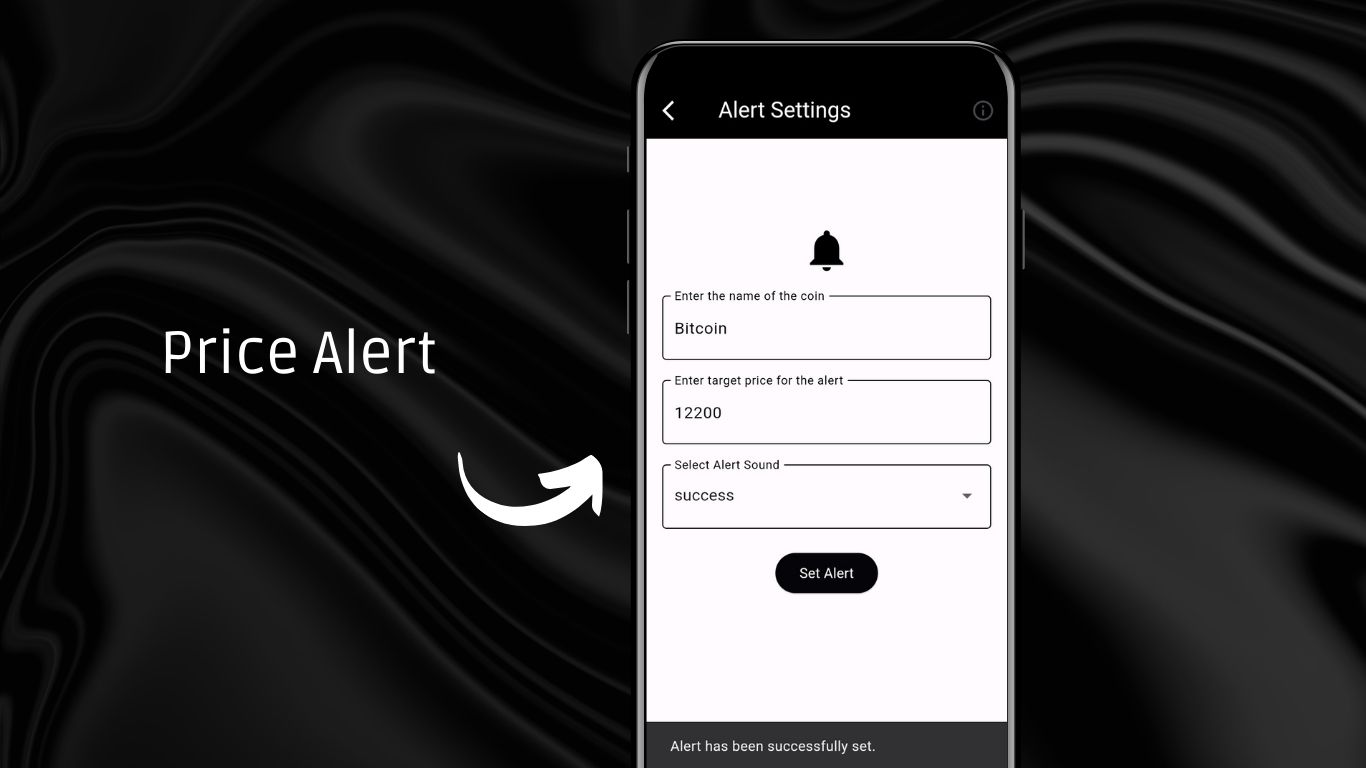 Price Alert
Alert Settings
Enter the name of the coin
Bitcoin
Enter target price for the alert
12200
Select Alert Sound
success
Set Alert
Alert has been successfully set.